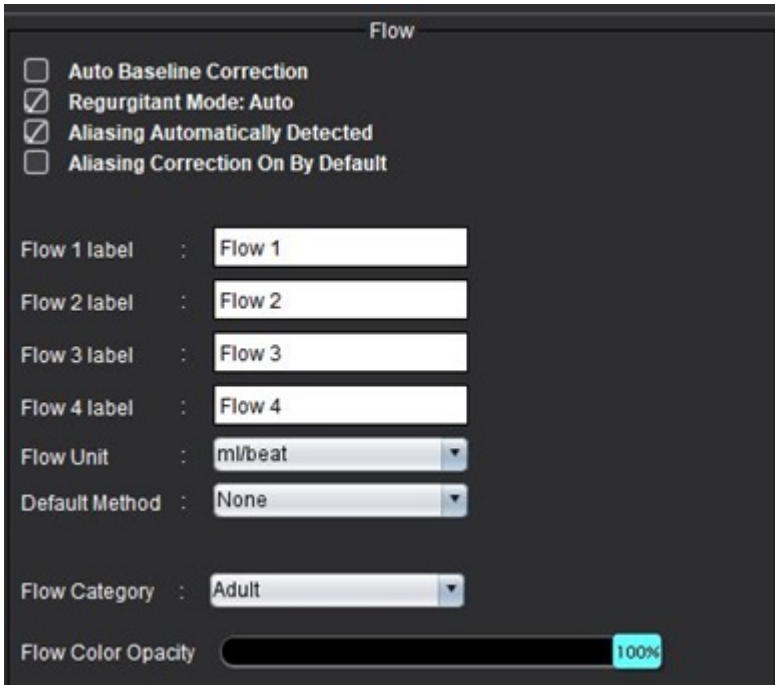 Flow
Auto Baseline Correction
Regurgitant Mode: Auto
Aliasing Automatically Detected
Aliasing Correction On By Default
Flow 1 label : Flow 1
Flow 2 label : Flow 2
Flow 3 label : Flow 3
Flow 4 label : Flow 4
Flow Unit : ml/beat
Default Method : None
Flow Category : Adult
Flow Color Opacity 100%